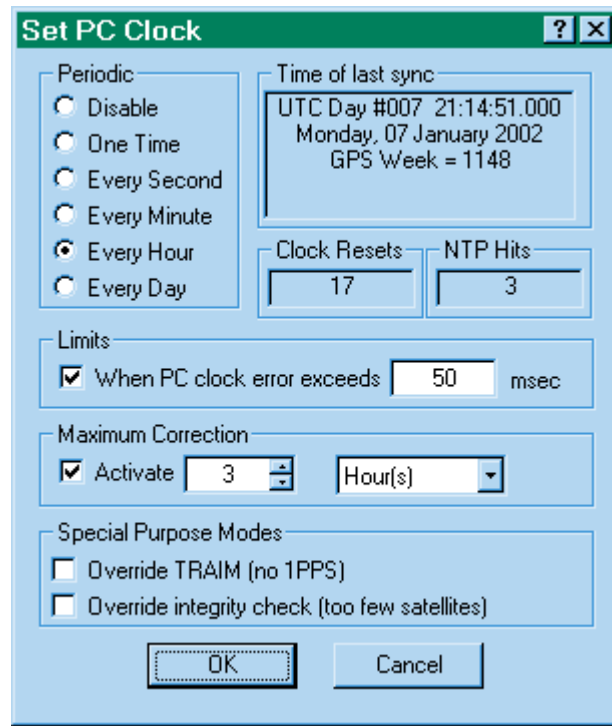 Set PC Clock
Periodic
Disable
One Time
Every Second
Every Minute
Every Hour
Every Day
Time of last sync
UTC Day #007 21:14:51.000
Monday, 07 January 2002
GPS Week = 1148
Clock Resets
17
NTP Hits
3
Limits
When PC clock error exceeds 50 msec
Maximum Correction
Activate 3 Hour(s)
Special Purpose Modes
Override TRAIM (no 1PPS)
Override integrity check (too few satellites)
OK
Cancel